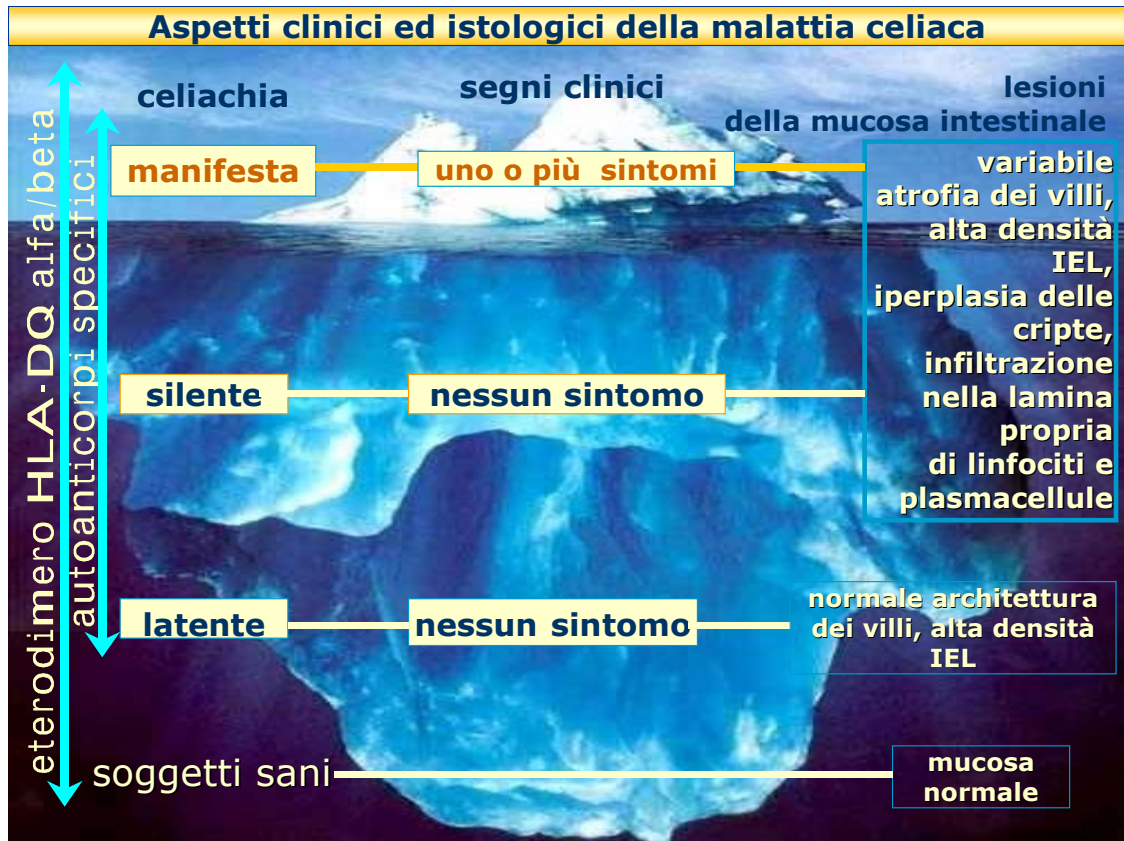 Aspetti clinici ed istologici della malattia celiaca
celiachia
segni clinici
lesioni
della mucosa intestinale
manifesta
uno o più sintomi
variabile
atrofia dei villi,
alta densità
IEL,
iperplasia delle
cripte,
infiltrazione
nella lamina
propria
di linfociti e
plasmacellule
silente
nessun sintomo
latente
nessun sintomo
normale architettura
dei villi, alta densità
IEL
soggetti sani
mucosa
normale
eterodimero HLA-DQ alfa/beta
autoanticorpi specifici